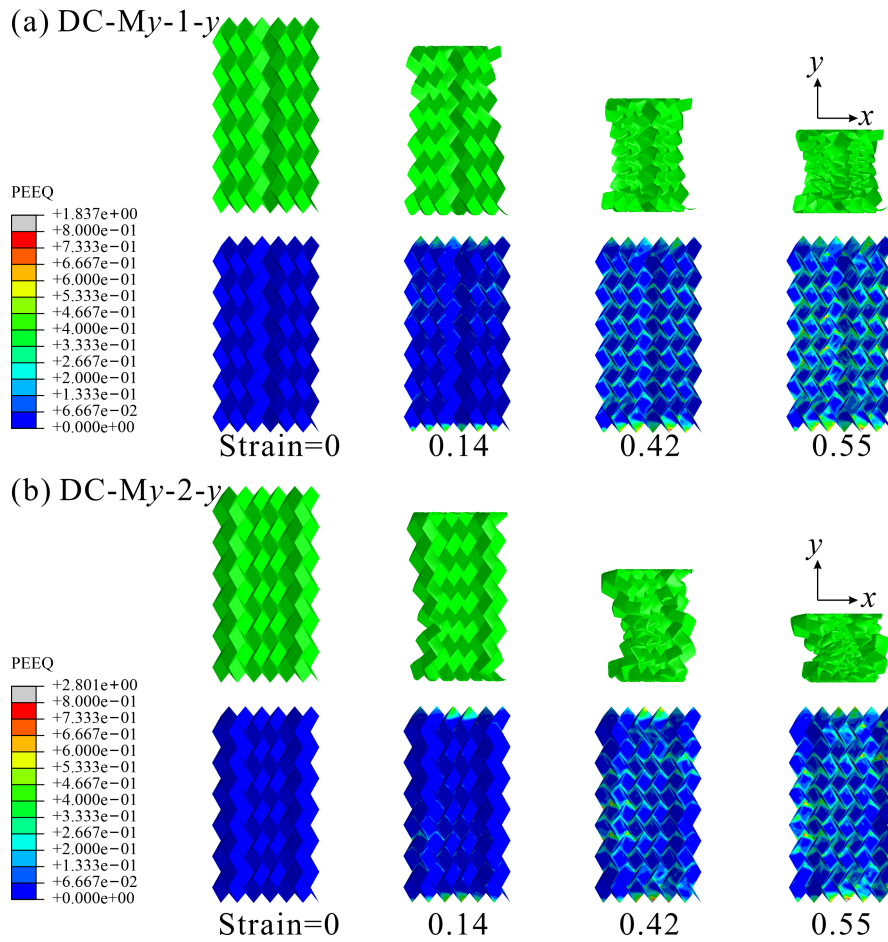 (a) DC-My-1-y
y
x
PEEQ
+1.837e+00
+8.000e−01
+7.333e−01
+6.667e−01
+6.000e−01
+5.333e−01
+4.667e−01
+4.000e−01
+3.333e−01
+2.667e−01
+2.000e−01
+1.333e−01
+6.667e−02
+0.000e+00
Strain=0 0.14 0.42 0.55
(b) DC-My-2-y
y
x
PEEQ
+2.801e+00
+8.000e−01
+7.333e−01
+6.667e−01
+6.000e−01
+5.333e−01
+4.667e−01
+4.000e−01
+3.333e−01
+2.667e−01
+2.000e−01
+1.333e−01
+6.667e−02
+0.000e+00
Strain=0 0.14 0.42 0.55